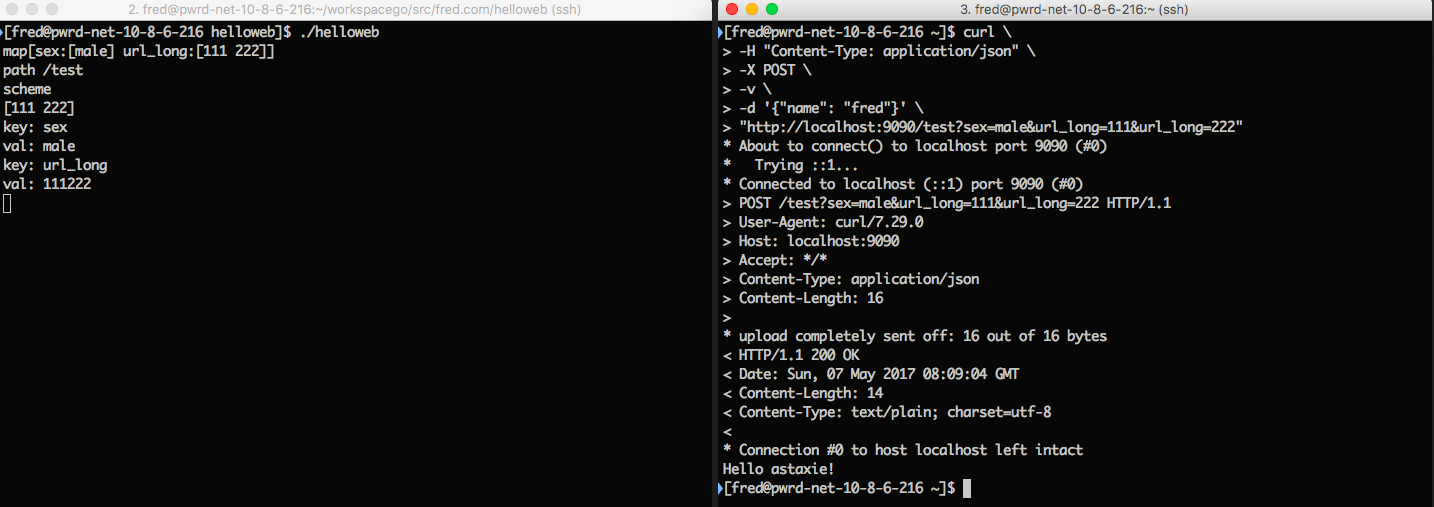 2. fred@pwrd-net-10-8-6-216:~/workspacego/src/fred.com/helloweb (ssh)
[fred@pwrd-net-10-8-6-216 helloweb]$ ./helloweb
map[sex:[male] url_long:[111 222]]
path /test
scheme
[111 222]
key: sex
val: male
key: url_long
val: 111222
3. fred@pwrd-net-10-8-6-216:~ (ssh)
[fred@pwrd-net-10-8-6-216 ~]$ curl \
> -H "Content-Type: application/json" \
> -X POST \
> -v \
> -d '{"name": "fred"}' \
> "http://localhost:9090/test?sex=male&url_long=111&url_long=222"
* About to connect() to localhost port 9090 (#0)
*   Trying ::1...
* Connected to localhost (::1) port 9090 (#0)
> POST /test?sex=male&url_long=111&url_long=222 HTTP/1.1
> User-Agent: curl/7.29.0
> Host: localhost:9090
> Accept: */*
> Content-Type: application/json
> Content-Length: 16
>
* upload completely sent off: 16 out of 16 bytes
< HTTP/1.1 200 OK
< Date: Sun, 07 May 2017 08:09:04 GMT
< Content-Length: 14
< Content-Type: text/plain; charset=utf-8
<
* Connection #0 to host localhost left intact
Hello astaxie!
[fred@pwrd-net-10-8-6-216 ~]$